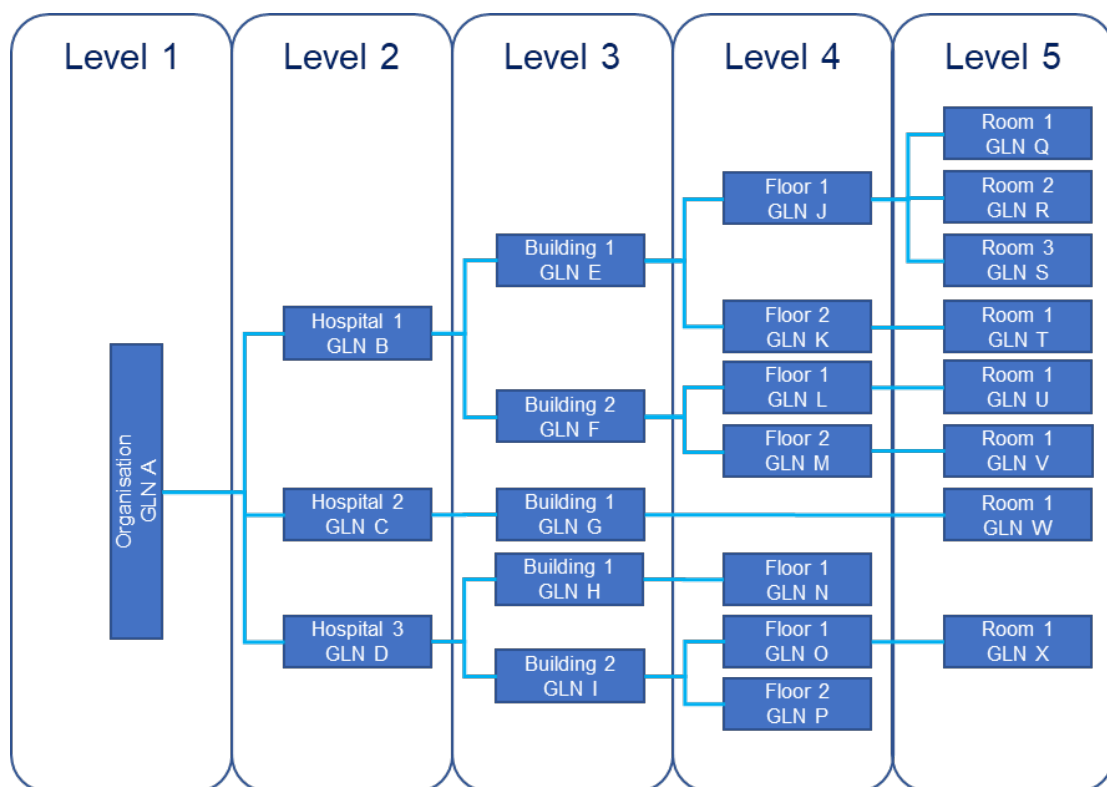 Level 1
Level 2
Level 3
Level 4
Level 5
Organisation
GLN A
Hospital 1
GLN B
Hospital 2
GLN C
Hospital 3
GLN D
Building 1
GLN E
Building 2
GLN F
Building 1
GLN G
Building 1
GLN H
Building 2
GLN I
Floor 1
GLN J
Floor 2
GLN K
Floor 1
GLN L
Floor 2
GLN M
Floor 1
GLN N
Floor 1
GLN O
Floor 2
GLN P
Room 1
GLN Q
Room 2
GLN R
Room 3
GLN S
Room 1
GLN T
Room 1
GLN U
Room 1
GLN V
Room 1
GLN W
Room 1
GLN X